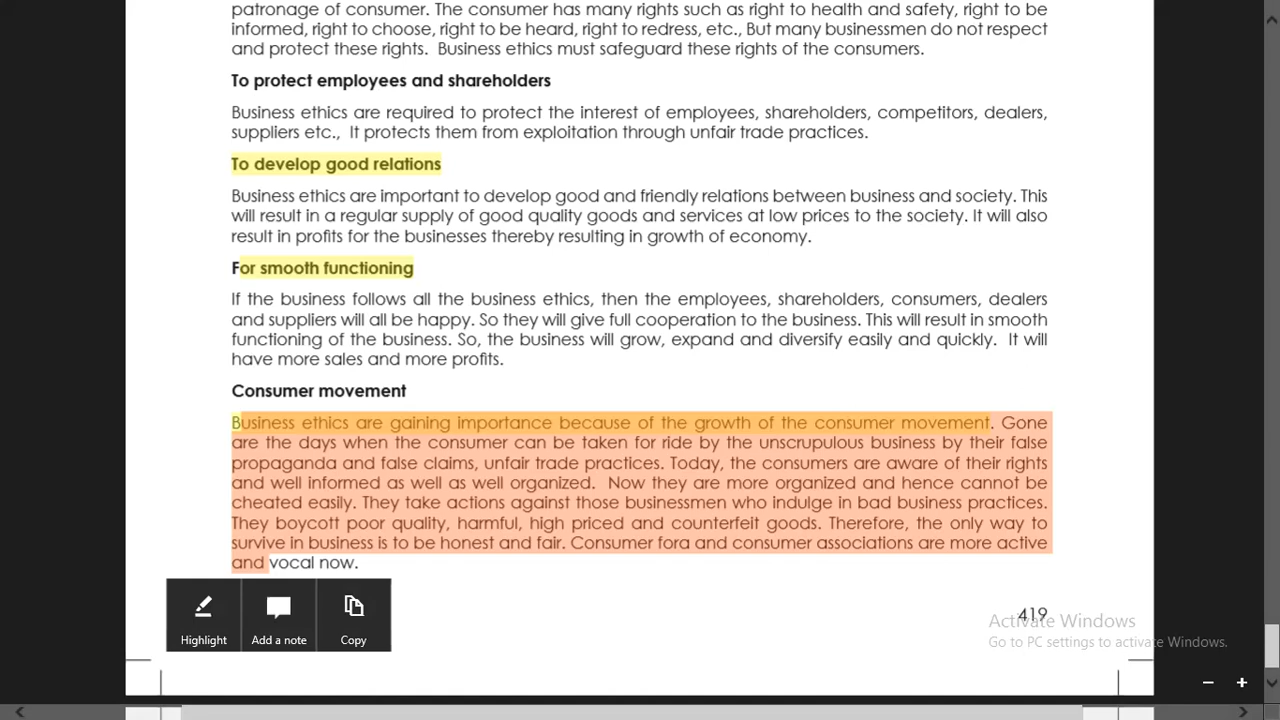 patronage of consumer. The consumer has many rights such as right to health and safety, right to be
informed, right to choose, right to be heard, right to redress, etc., But many businessmen do not respect
and protect these rights. Business ethics must safeguard these rights of the consumers.
To protect employees and shareholders
Business ethics are required to protect the interest of employees, shareholders, competitors, dealers,
suppliers etc., It protects them from exploitation through unfair trade practices.
To develop good relations
Business ethics are important to develop good and friendly relations between business and society. This
will result in a regular supply of good quality goods and services at low prices to the society. It will also
result in profits for the businesses thereby resulting in growth of economy.
For smooth functioning
If the business follows all the business ethics, then the employees, shareholders, consumers, dealers
and suppliers will all be happy. So they will give full cooperation to the business. This will result in smooth
functioning of the business. So, the business will grow, expand and diversify easily and quickly. It will
have more sales and more profits.
Consumer movement
Business ethics are gaining importance because of the growth of the consumer movement. Gone
are the days when the consumer can be taken for ride by the unscrupulous business by their false
propaganda and false claims, unfair trade practices. Today, the consumers are aware of their rights
and well informed as well as well organized. Now they are more organized and hence cannot be
cheated easily. They take actions against those businessmen who indulge in bad business practices.
They boycott poor quality, harmful, high priced and counterfeit goods. Therefore, the only way to
survive in business is to be honest and fair. Consumer fora and consumer associations are more active
and vocal now.
Highlight Add a note Copy
419
Activate Windows
Go to PC settings to activate Windows.